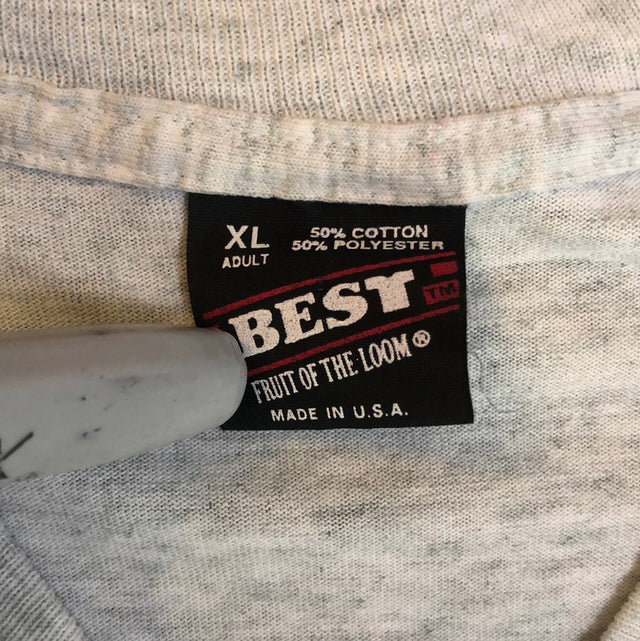 XL
ADULT
50% COTTON
50% POLYESTER
BEST TM
FRUIT OF THE LOOM®
MADE IN U.S.A.